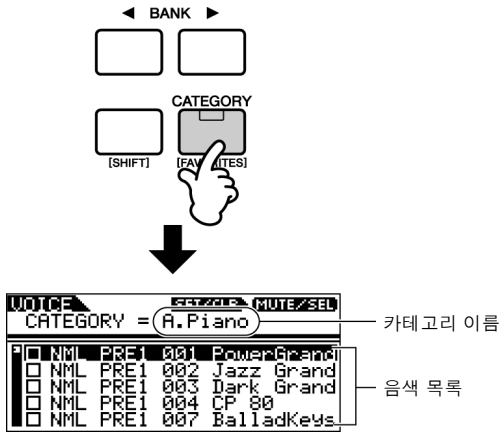 ◀ BANK ▶
CATEGORY
[SHIFT] [FAVORITES]
VOICE SET/CLR MUTE/SEL
CATEGORY = A.Piano 카테고리 이름
NML PRE1 001 PowerGrand
NML PRE1 002 Jazz Grand
NML PRE1 003 Dark Grand 음색 목록
NML PRE1 004 CP 80
NML PRE1 007 BalladKeys